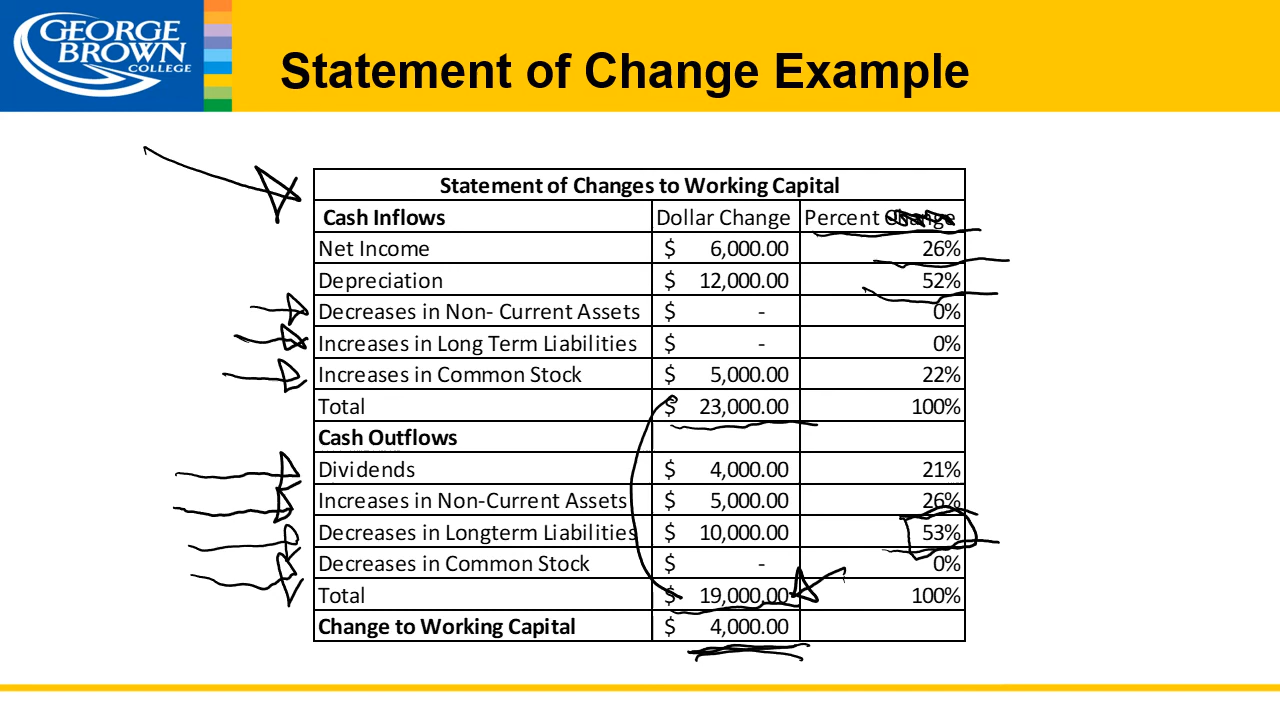 GEORGE
BROWN
COLLEGE
Statement of Change Example
Statement of Changes to Working Capital
Cash Inflows Dollar Change Percent Change
Net Income $ 6,000.00 26%
Depreciation $ 12,000.00 52%
Decreases in Non- Current Assets $ - 0%
Increases in Long Term Liabilities $ - 0%
Increases in Common Stock $ 5,000.00 22%
Total $ 23,000.00 100%
Cash Outflows
Dividends $ 4,000.00 21%
Increases in Non-Current Assets $ 5,000.00 26%
Decreases in Longterm Liabilities $ 10,000.00 53%
Decreases in Common Stock $ - 0%
Total $ 19,000.00 100%
Change to Working Capital $ 4,000.00